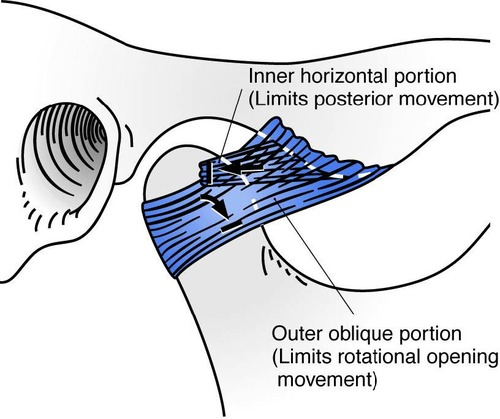 Inner horizontal portion
(Limits posterior movement)
Outer oblique portion
(Limits rotational opening
movement)